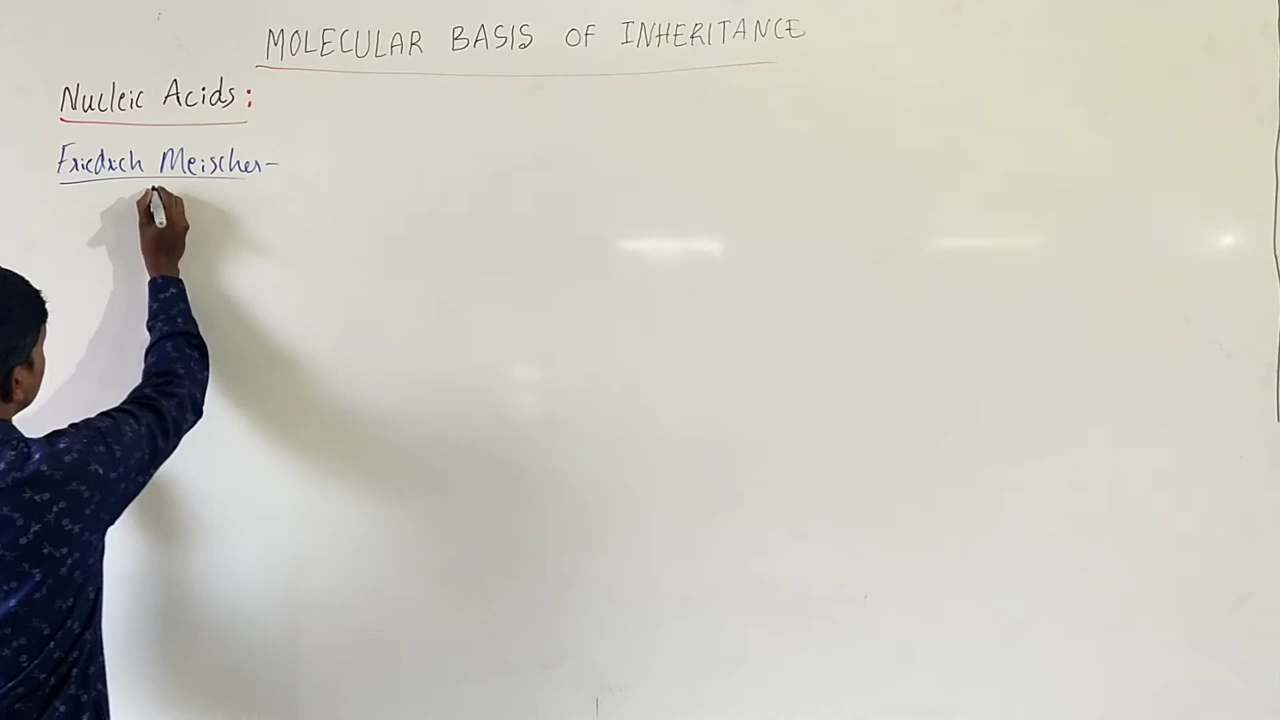 MOLECULAR BASIS OF INHERITANCE
Nucleic Acids:
Friedrich Meischer-